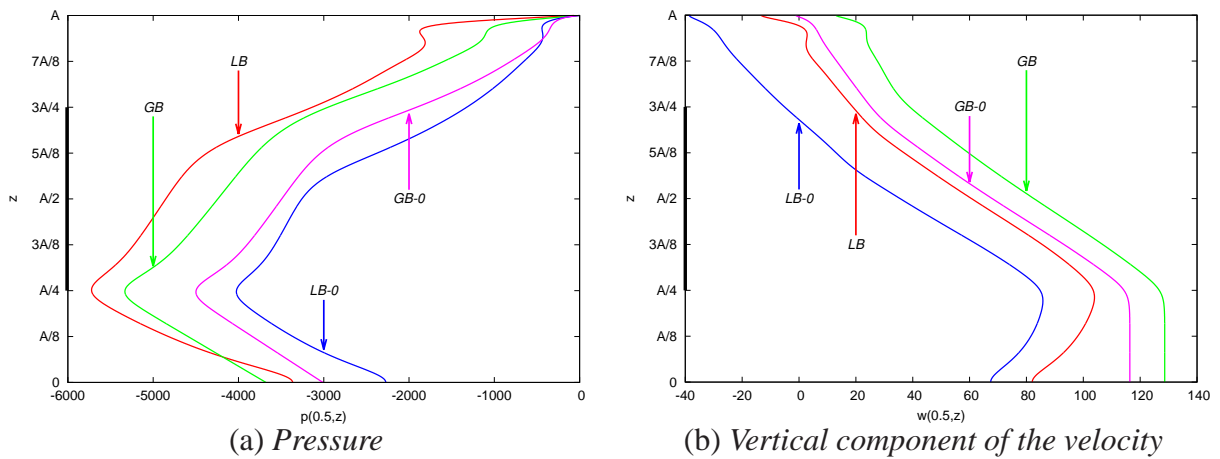 A
7A/8
3A/4
5A/8
A/2
3A/8
A/4
A/8
0
z
-6000 -5000 -4000 -3000 -2000 -1000 0
p(0.5,z)
LB
GB
GB-0
LB-0
(a) Pressure
A
7A/8
3A/4
5A/8
A/2
3A/8
A/4
A/8
0
z
-40 -20 0 20 40 60 80 100 120 140
w(0.5,z)
GB
GB-0
LB-0
LB
(b) Vertical component of the velocity